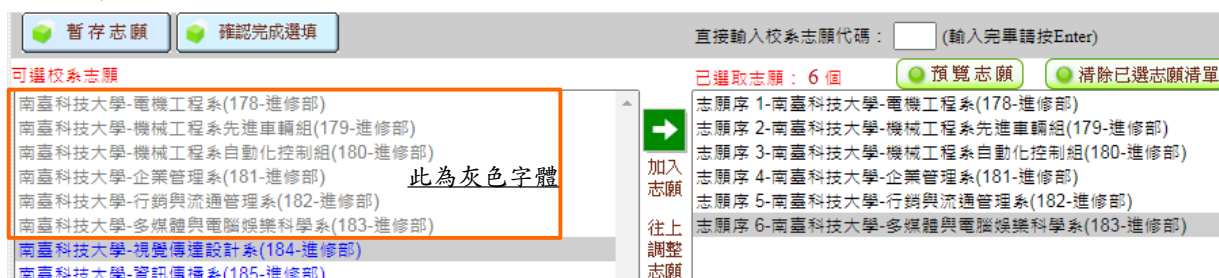 暫存志願
確認完成選填
直接輸入校系志願代碼：
(輸入完畢請按Enter)
可選校系志願
已選取志願：6個
預覽志願
清除已選志願清單
南臺科技大學-電機工程系(178-進修部)
南臺科技大學-機械工程系先進車輛組(179-進修部)
南臺科技大學-機械工程系自動化控制組(180-進修部)
南臺科技大學-企業管理系(181-進修部)
此為灰色字體
南臺科技大學-行銷與流通管理系(182-進修部)
南臺科技大學-多媒體與電腦娛樂科學系(183-進修部)
南臺科技大學-視覺傳達設計系(184-進修部)
南臺科技大學-資訊傳播系(185-進修部)
加入
志願
往上
調整
志願
志願序 1-南臺科技大學-電機工程系(178-進修部)
志願序 2-南臺科技大學-機械工程系先進車輛組(179-進修部)
志願序 3-南臺科技大學-機械工程系自動化控制組(180-進修部)
志願序 4-南臺科技大學-企業管理系(181-進修部)
志願序 5-南臺科技大學-行銷與流通管理系(182-進修部)
志願序 6-南臺科技大學-多媒體與電腦娛樂科學系(183-進修部)